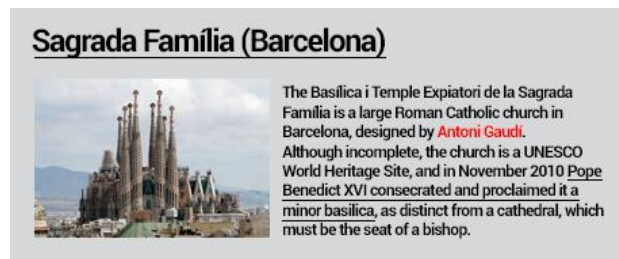 Sagrada Família (Barcelona)
The Basílica i Temple Expiatori de la Sagrada
Família is a large Roman Catholic church in
Barcelona, designed by Antoni Gaudí.
Although incomplete, the church is a UNESCO
World Heritage Site, and in November 2010 Pope
Benedict XVI consecrated and proclaimed it a
minor basilica, as distinct from a cathedral, which
must be the seat of a bishop.